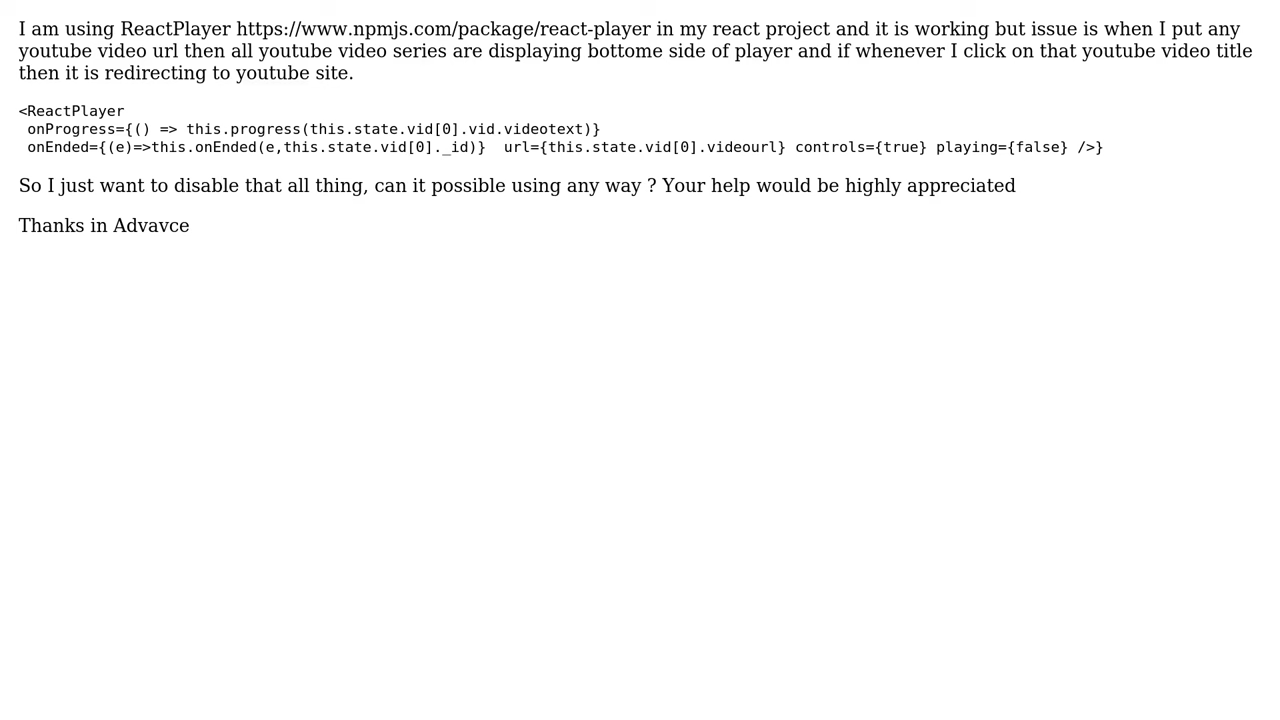 I am using ReactPlayer https://www.npmjs.com/package/react-player in my react project and it is working but issue is when I put any
youtube video url then all youtube video series are displaying bottome side of player and if whenever I click on that youtube video title
then it is redirecting to youtube site.
<ReactPlayer
 onProgress={() => this.progress(this.state.vid[0].vid.videotext)}
 onEnded={(e)=>this.onEnded(e,this.state.vid[0]._id)}  url={this.state.vid[0].videourl} controls={true} playing={false} />}
So I just want to disable that all thing, can it possible using any way ? Your help would be highly appreciated
Thanks in Advavce